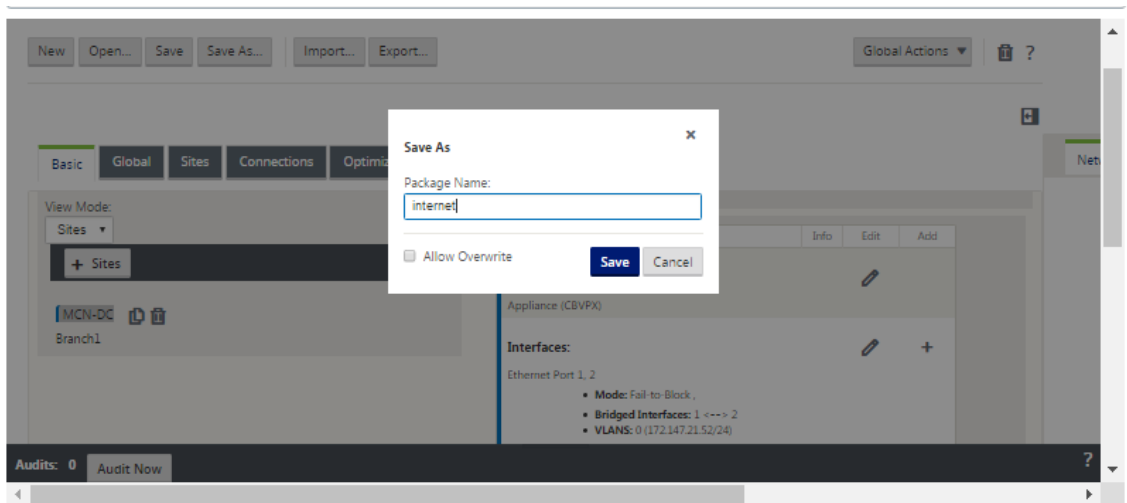 New Open... Save Save As... Import... Export... Global Actions ?
Basic Global Sites Connections
Save As
Package Name:
internet
Allow Overwrite Save Cancel
View Mode:
Sites
+ Sites
MCN-DC
Branch1
Info Edit Add
Appliance (CBVPX)
Interfaces: +
Ethernet Port 1, 2
• Mode: Fail-to-Block ,
• Bridged Interfaces: 1 <--> 2
• VLANS: 0 (172.147.21.52/24)
Audits: 0 Audit Now ?